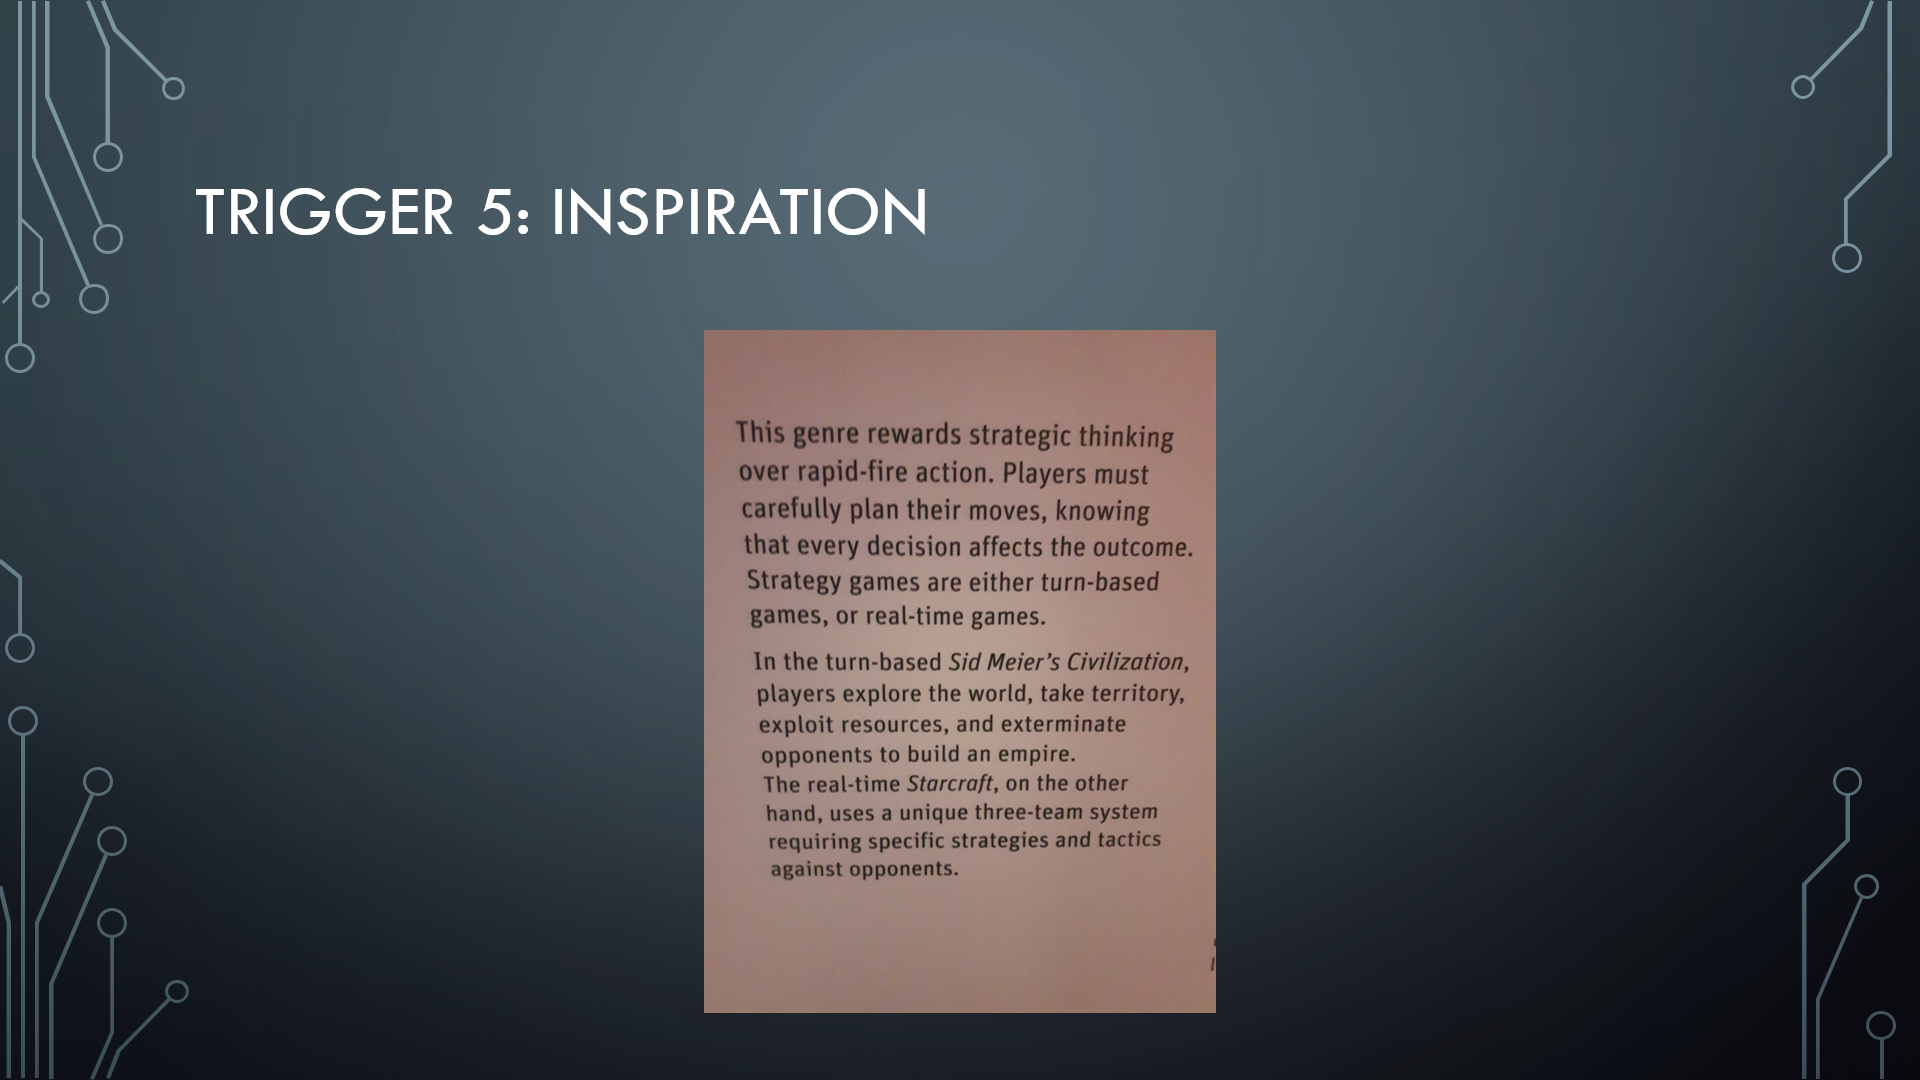 TRIGGER 5: INSPIRATION
This genre rewards strategic thinking
over rapid-fire action. Players must
carefully plan their moves, knowing
that every decision affects the outcome.
Strategy games are either turn-based
games, or real-time games.
In the turn-based Sid Meier's Civilization,
players explore the world, take territory,
exploit resources, and exterminate
opponents to build an empire.
The real-time Starcraft, on the other
hand, uses a unique three-team system
requiring specific strategies and tactics
against opponents.